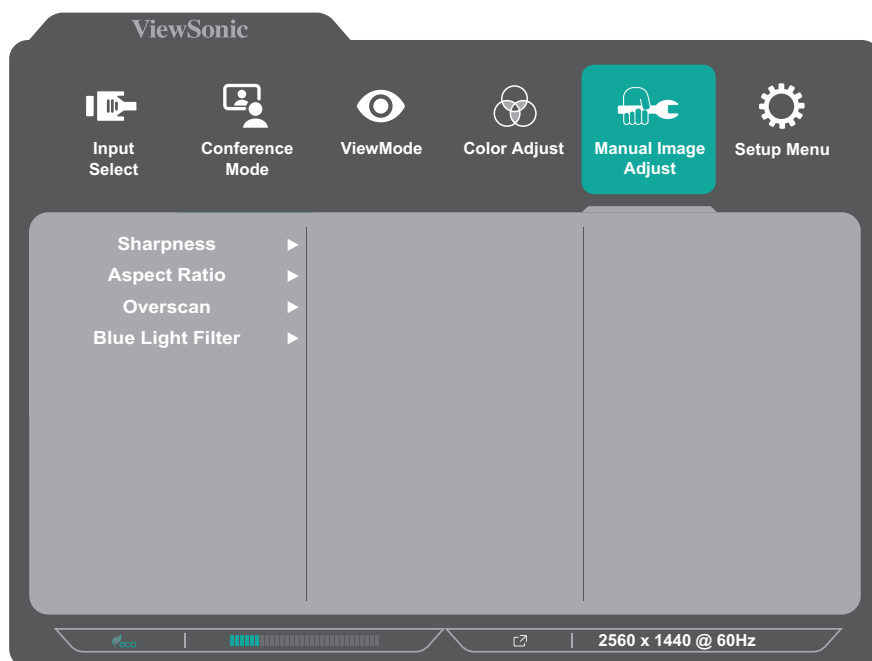 ViewSonic
Input
Select
Conference
Mode
ViewMode
Color Adjust
Manual Image
Adjust
Setup Menu
Sharpness
Aspect Ratio
Overscan
Blue Light Filter
eco
2560 x 1440 @ 60Hz